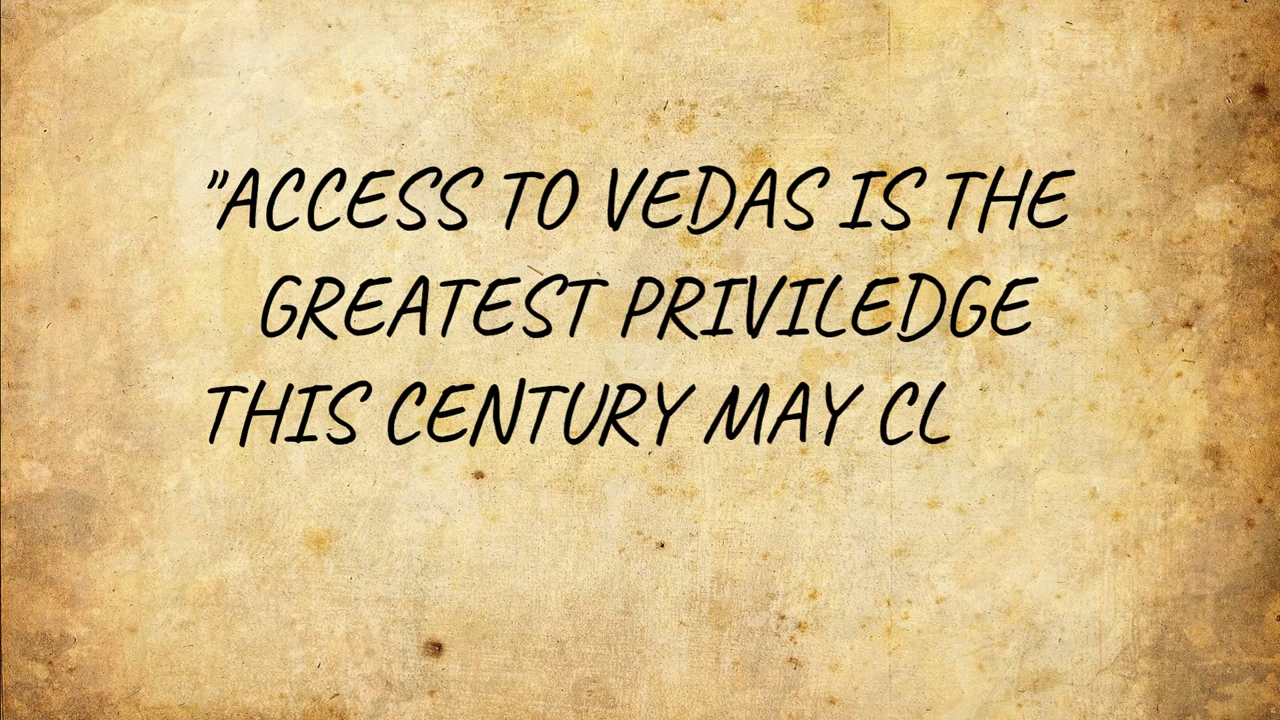 "ACCESS TO VEDAS IS THE
GREATEST PRIVILEDGE
THIS CENTURY MAY CL